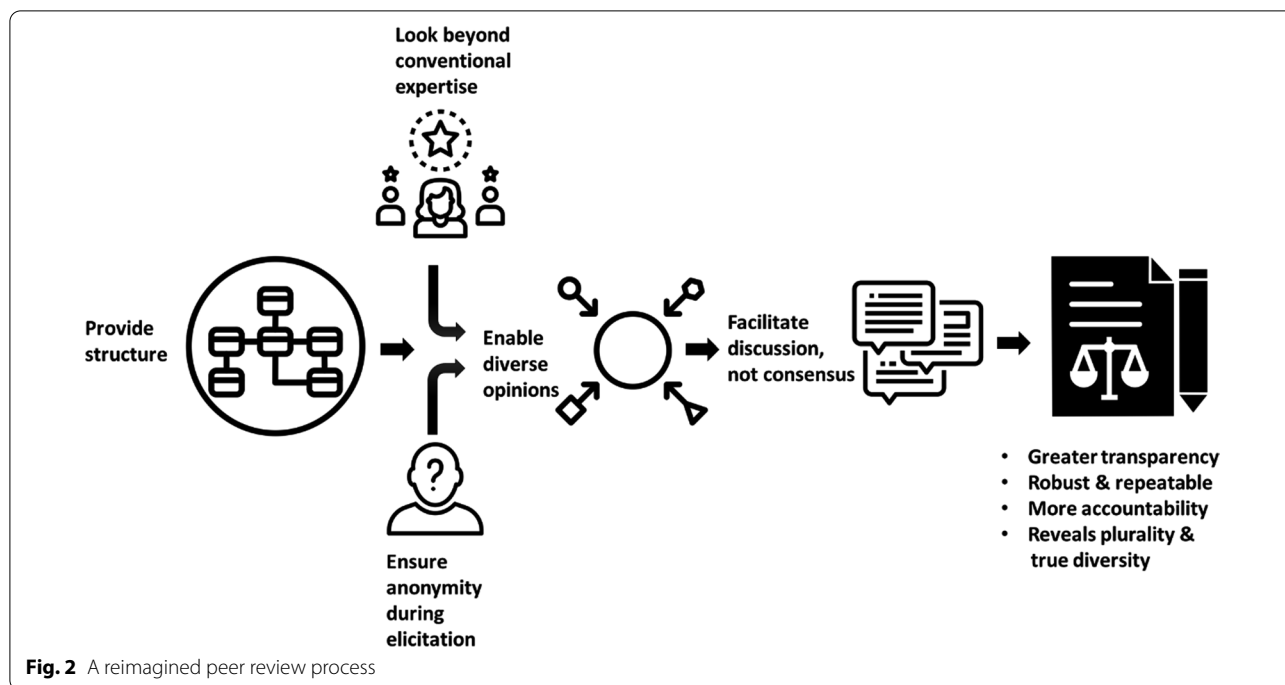 Look beyond
conventional
expertise
Provide
structure
Enable
diverse
opinions
?
Ensure
anonymity
during
elicitation
Facilitate
discussion,
not consensus
• Greater transparency
• Robust & repeatable
• More accountability
• Reveals plurality &
true diversity
Fig. 2 A reimagined peer review process